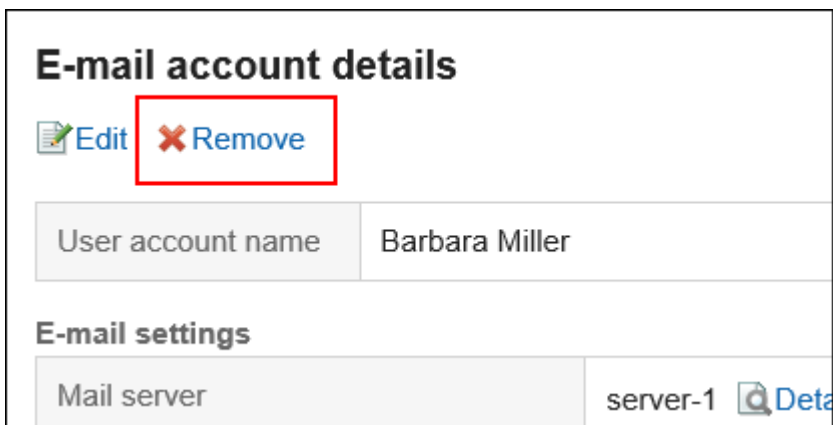 E-mail account details
Edit Remove
User account name Barbara Miller
E-mail settings
Mail server server-1